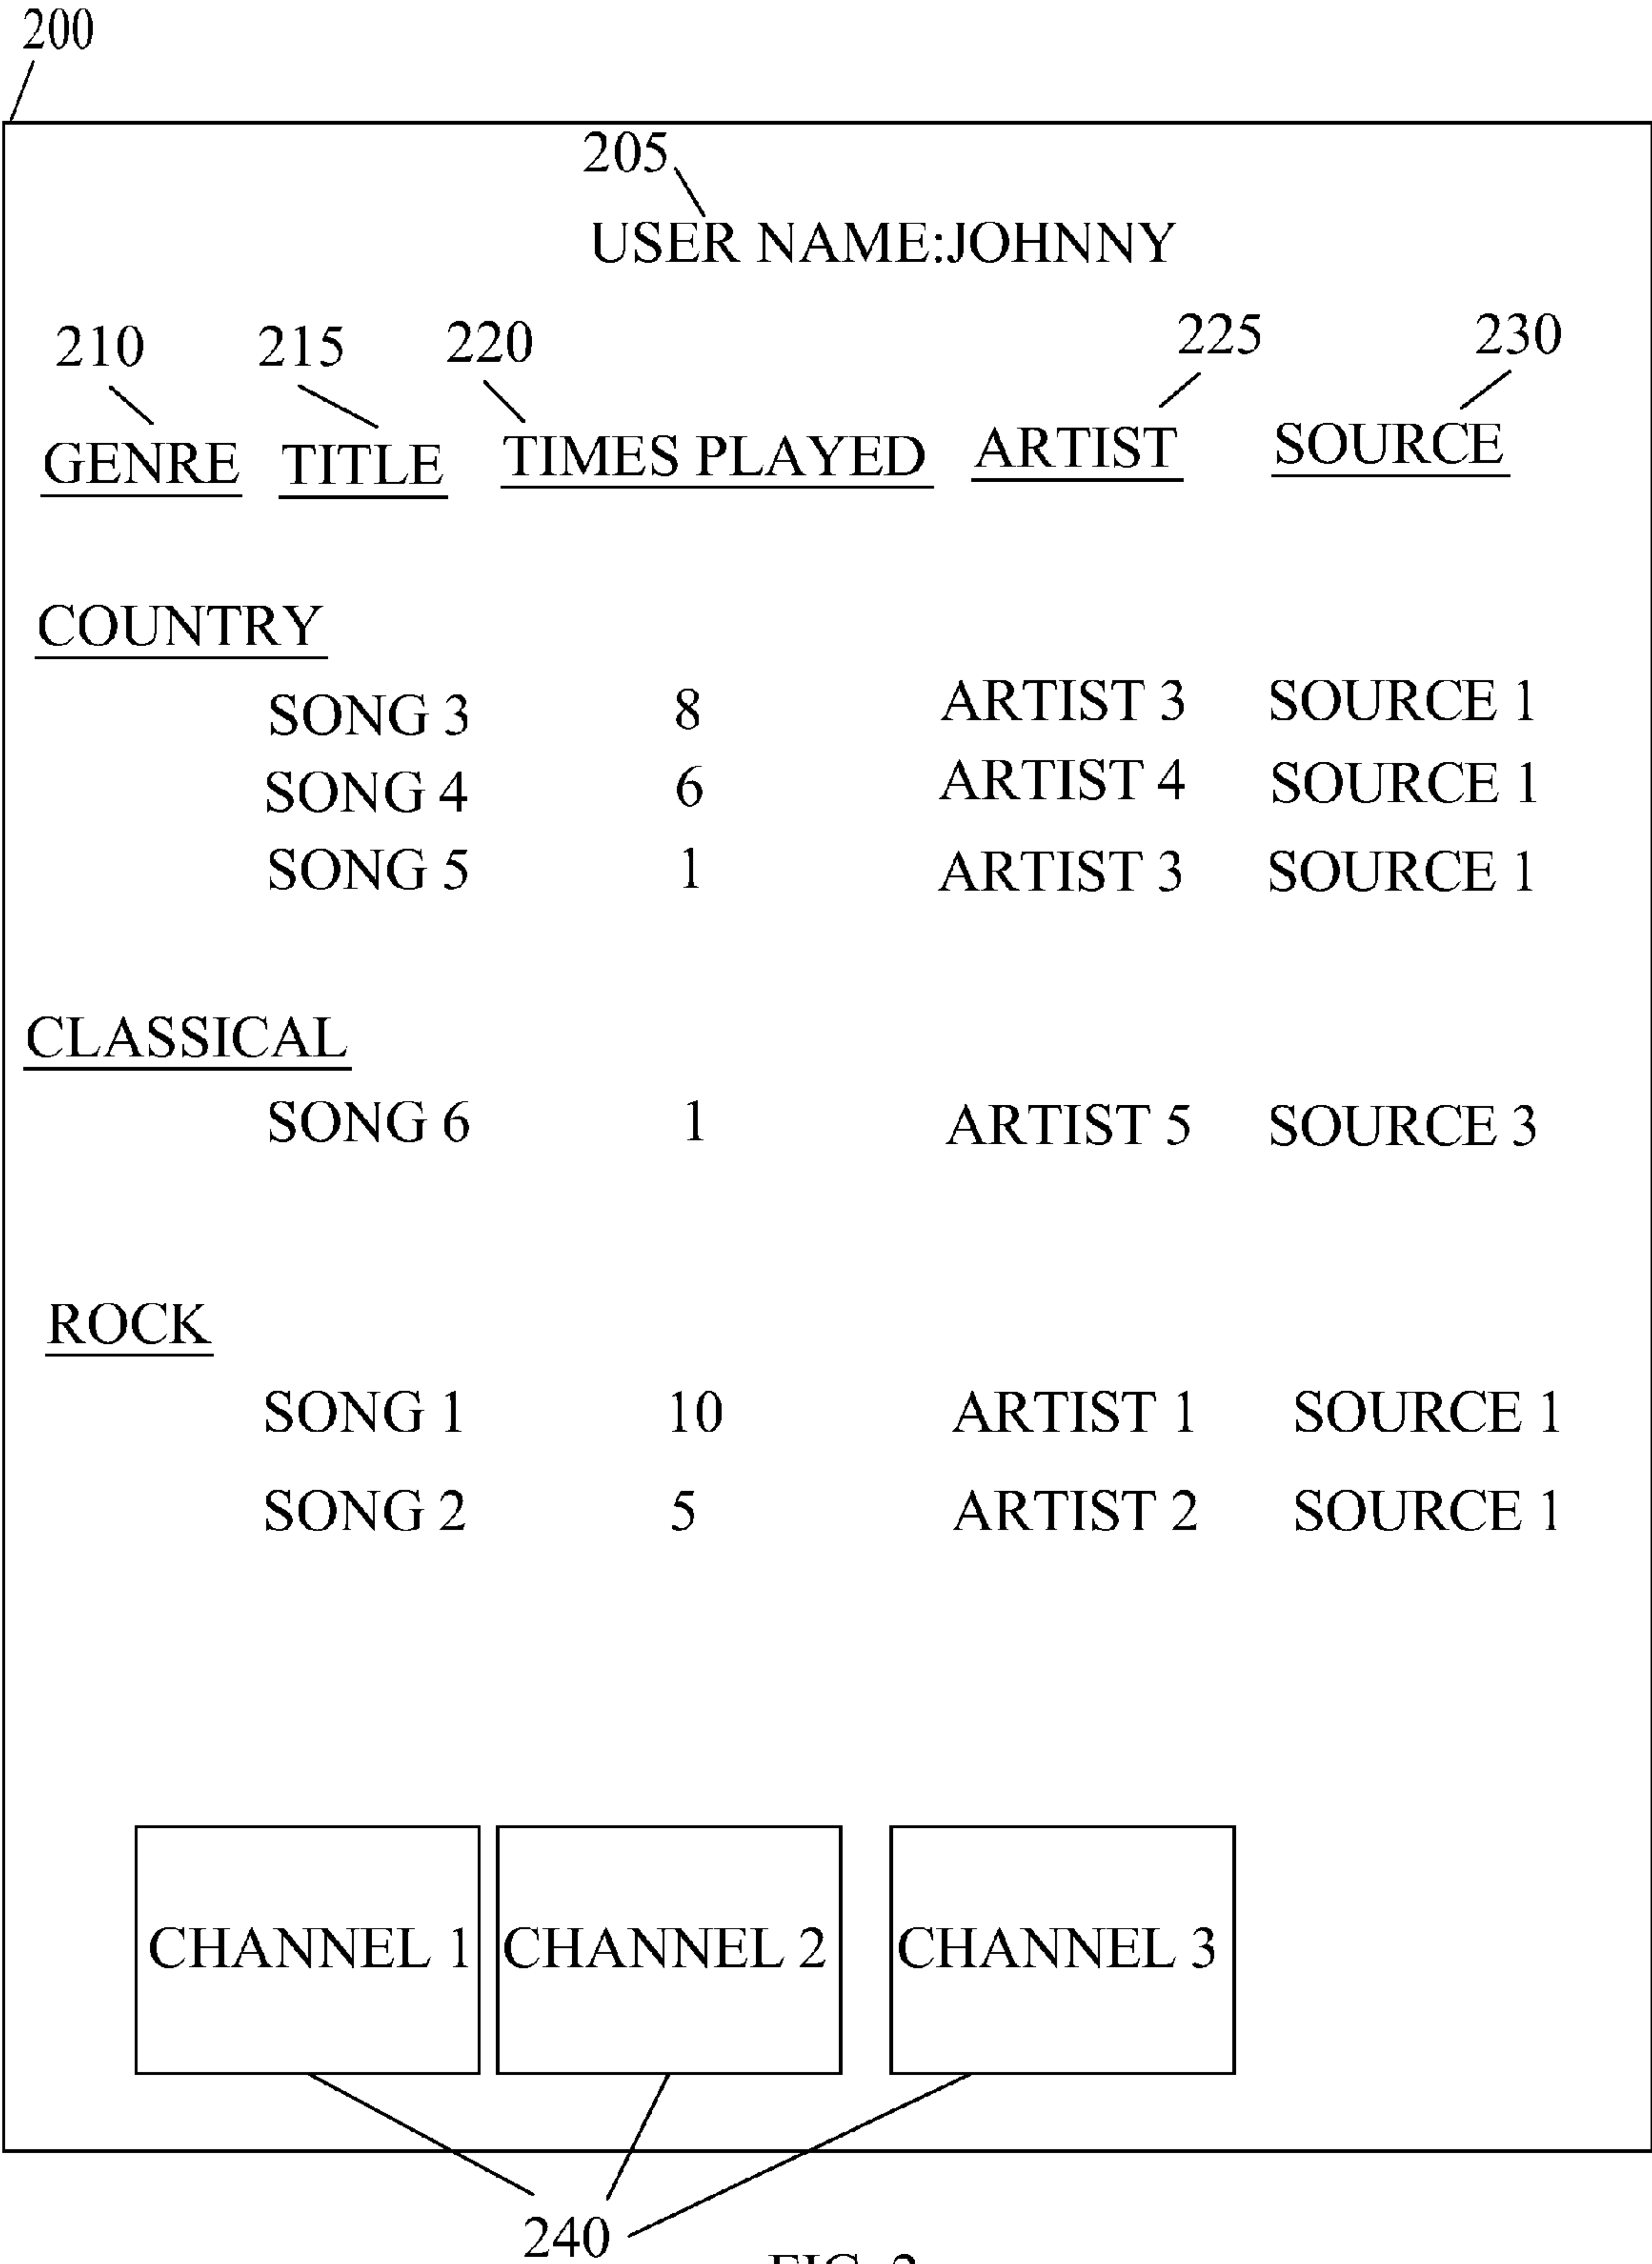 200
205
USER NAME:JOHNNY
210 215 220 225 230
GENRE TITLE TIMES PLAYED ARTIST SOURCE
COUNTRY
SONG 3 8 ARTIST 3 SOURCE 1
SONG 4 6 ARTIST 4 SOURCE 1
SONG 5 1 ARTIST 3 SOURCE 1
CLASSICAL
SONG 6 1 ARTIST 5 SOURCE 3
ROCK
SONG 1 10 ARTIST 1 SOURCE 1
SONG 2 5 ARTIST 2 SOURCE 1
CHANNEL 1 CHANNEL 2 CHANNEL 3
240